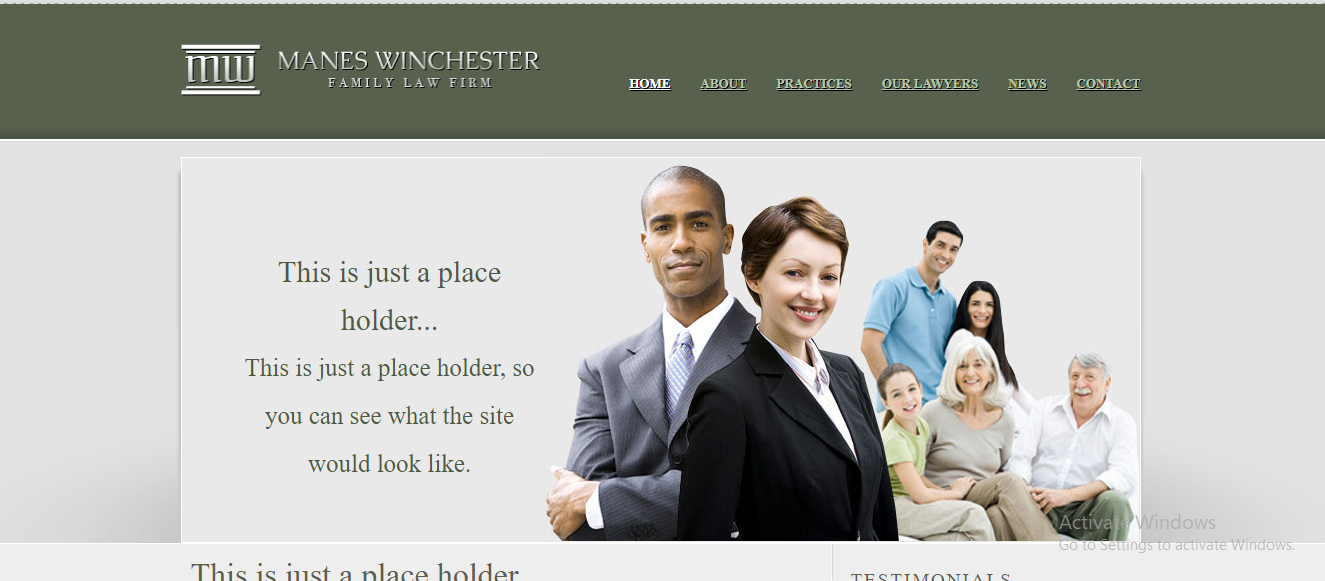 mw
MANES WINCHESTER
FAMILY LAW FIRM
HOME ABOUT PRACTICES OUR LAWYERS NEWS CONTACT
This is just a place
holder...
This is just a place holder, so
you can see what the site
would look like.
Activate Windows
Go to Settings to activate Windows.
This is just a place holder
TESTIMONIALS